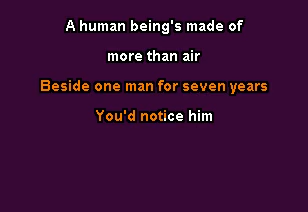 A human being's made of
more than air
Beside one man for seven years
You'd notice him